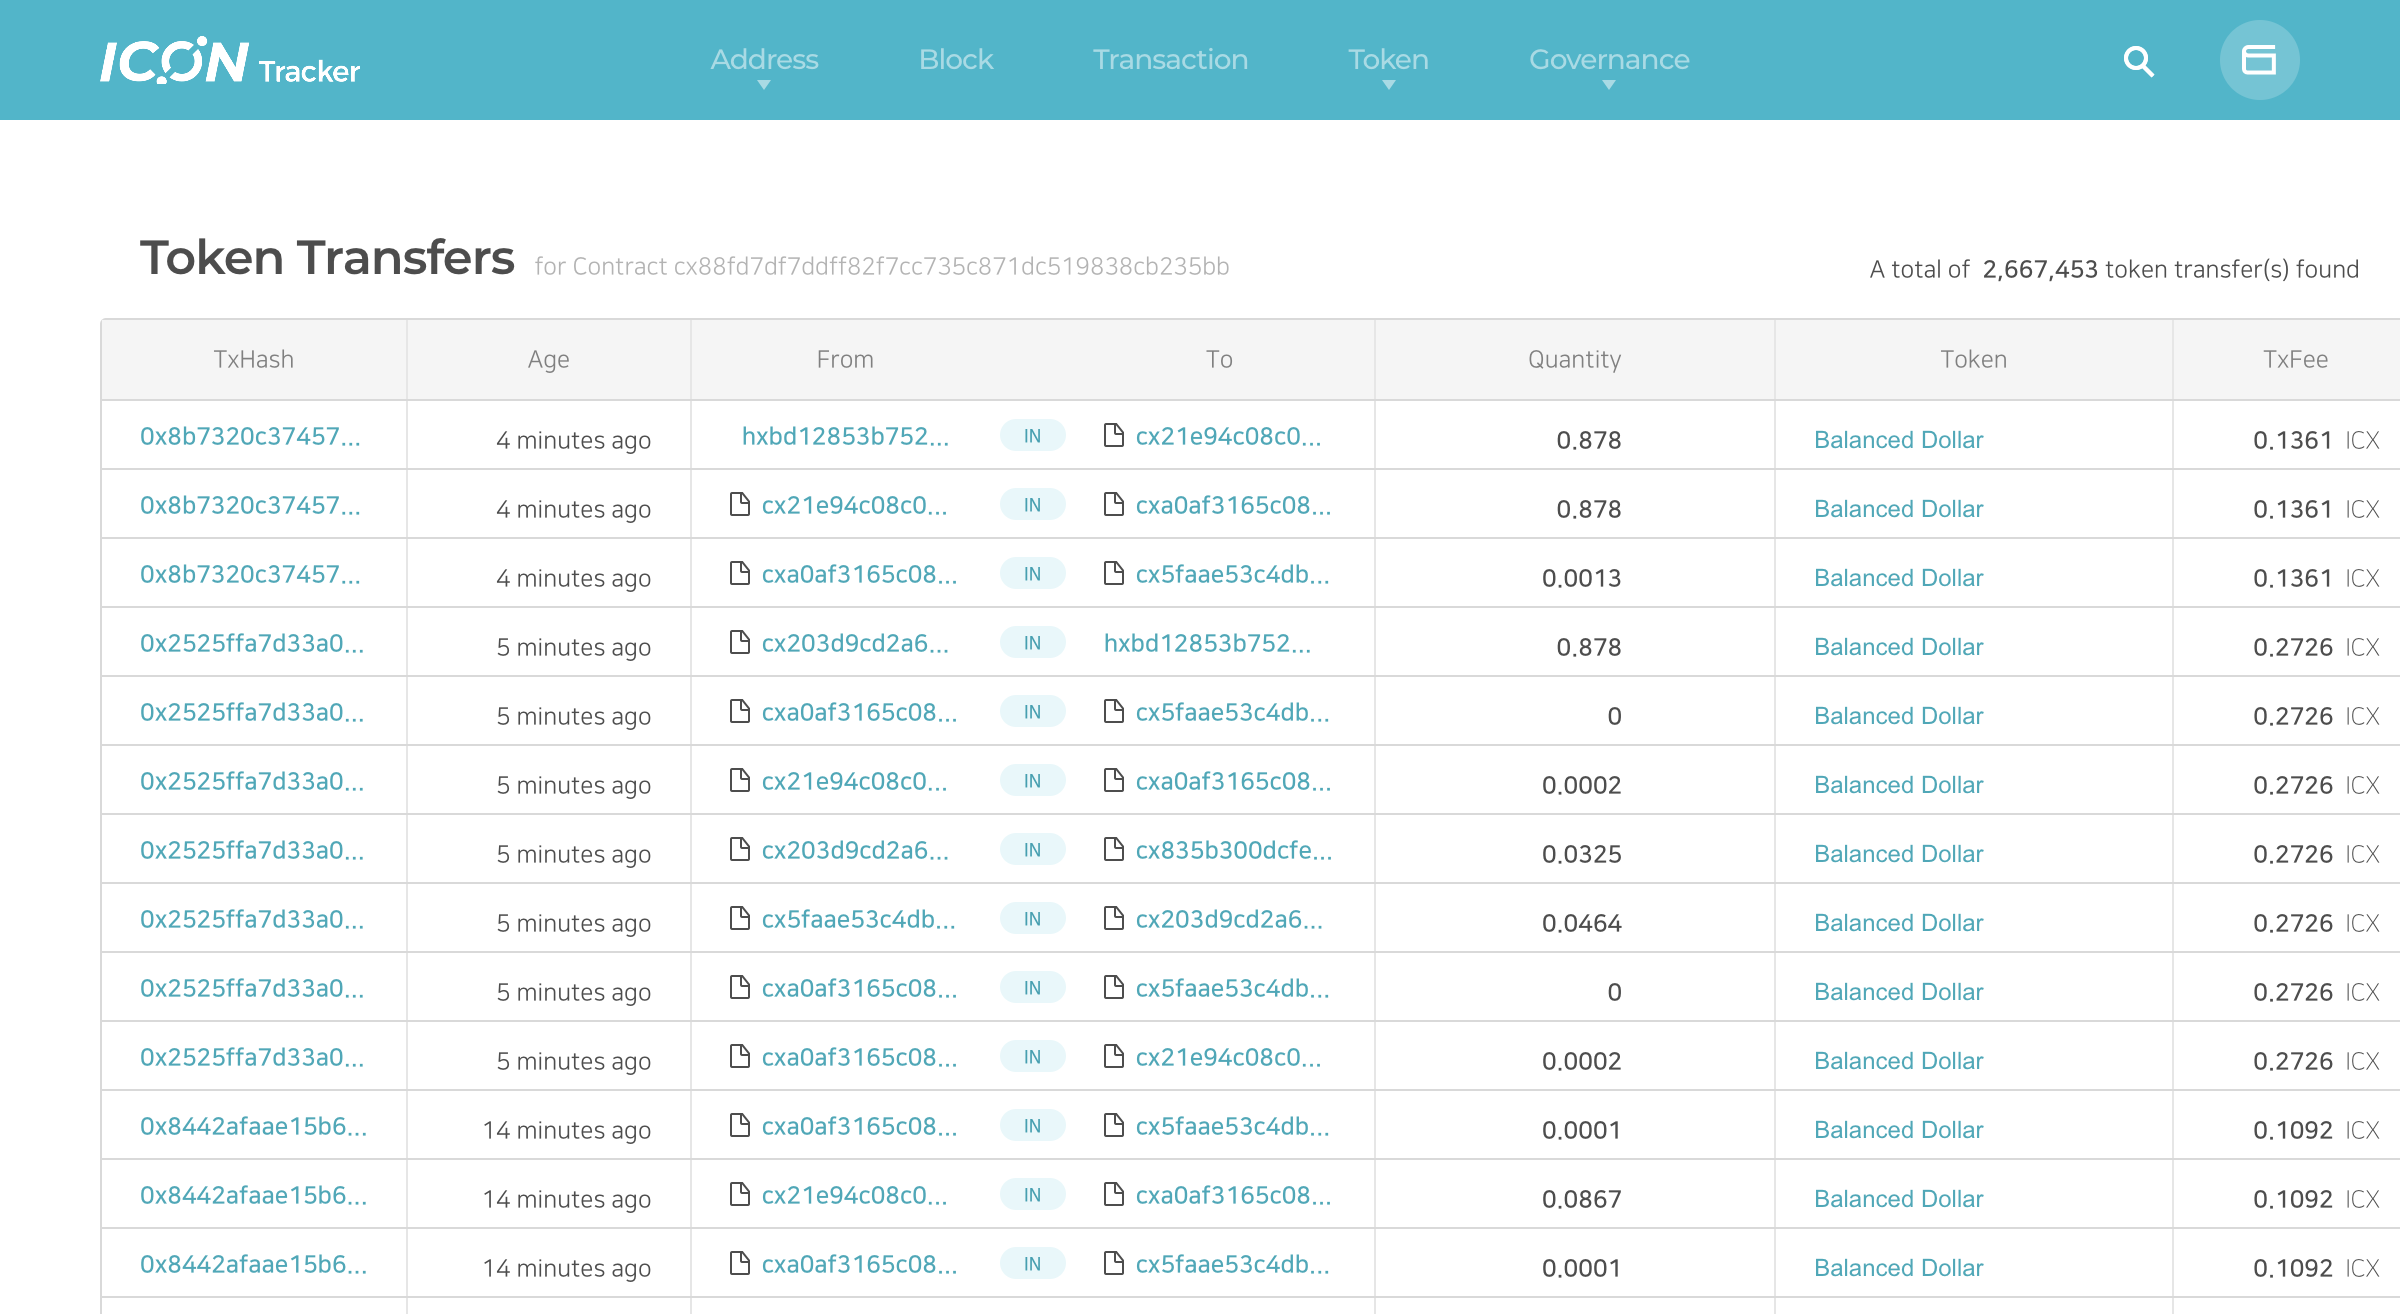 ICON Tracker Address Block Transaction Token Governance
Token Transfers for Contract cx88fd7df7ddff82f7cc735c871dc519838cb235bb A total of 2,667,453 token transfer(s) found
TxHash Age From To Quantity Token TxFee
0x8b7320c37457... 4 minutes ago hxbd12853b752... IN cx21e94c08c0... 0.878 Balanced Dollar 0.1361 ICX
0x8b7320c37457... 4 minutes ago cx21e94c08c0... IN cxa0af3165c08... 0.878 Balanced Dollar 0.1361 ICX
0x8b7320c37457... 4 minutes ago cxa0af3165c08... IN cx5faae53c4db... 0.0013 Balanced Dollar 0.1361 ICX
0x2525ffa7d33a0... 5 minutes ago cx203d9cd2a6... IN hxbd12853b752... 0.878 Balanced Dollar 0.2726 ICX
0x2525ffa7d33a0... 5 minutes ago cxa0af3165c08... IN cx5faae53c4db... 0 Balanced Dollar 0.2726 ICX
0x2525ffa7d33a0... 5 minutes ago cx21e94c08c0... IN cxa0af3165c08... 0.0002 Balanced Dollar 0.2726 ICX
0x2525ffa7d33a0... 5 minutes ago cx203d9cd2a6... IN cx835b300dcfe... 0.0325 Balanced Dollar 0.2726 ICX
0x2525ffa7d33a0... 5 minutes ago cx5faae53c4db... IN cx203d9cd2a6... 0.0464 Balanced Dollar 0.2726 ICX
0x2525ffa7d33a0... 5 minutes ago cxa0af3165c08... IN cx5faae53c4db... 0 Balanced Dollar 0.2726 ICX
0x2525ffa7d33a0... 5 minutes ago cxa0af3165c08... IN cx21e94c08c0... 0.0002 Balanced Dollar 0.2726 ICX
0x8442afaae15b6... 14 minutes ago cxa0af3165c08... IN cx5faae53c4db... 0.0001 Balanced Dollar 0.1092 ICX
0x8442afaae15b6... 14 minutes ago cx21e94c08c0... IN cxa0af3165c08... 0.0867 Balanced Dollar 0.1092 ICX
0x8442afaae15b6... 14 minutes ago cxa0af3165c08... IN cx5faae53c4db... 0.0001 Balanced Dollar 0.1092 ICX